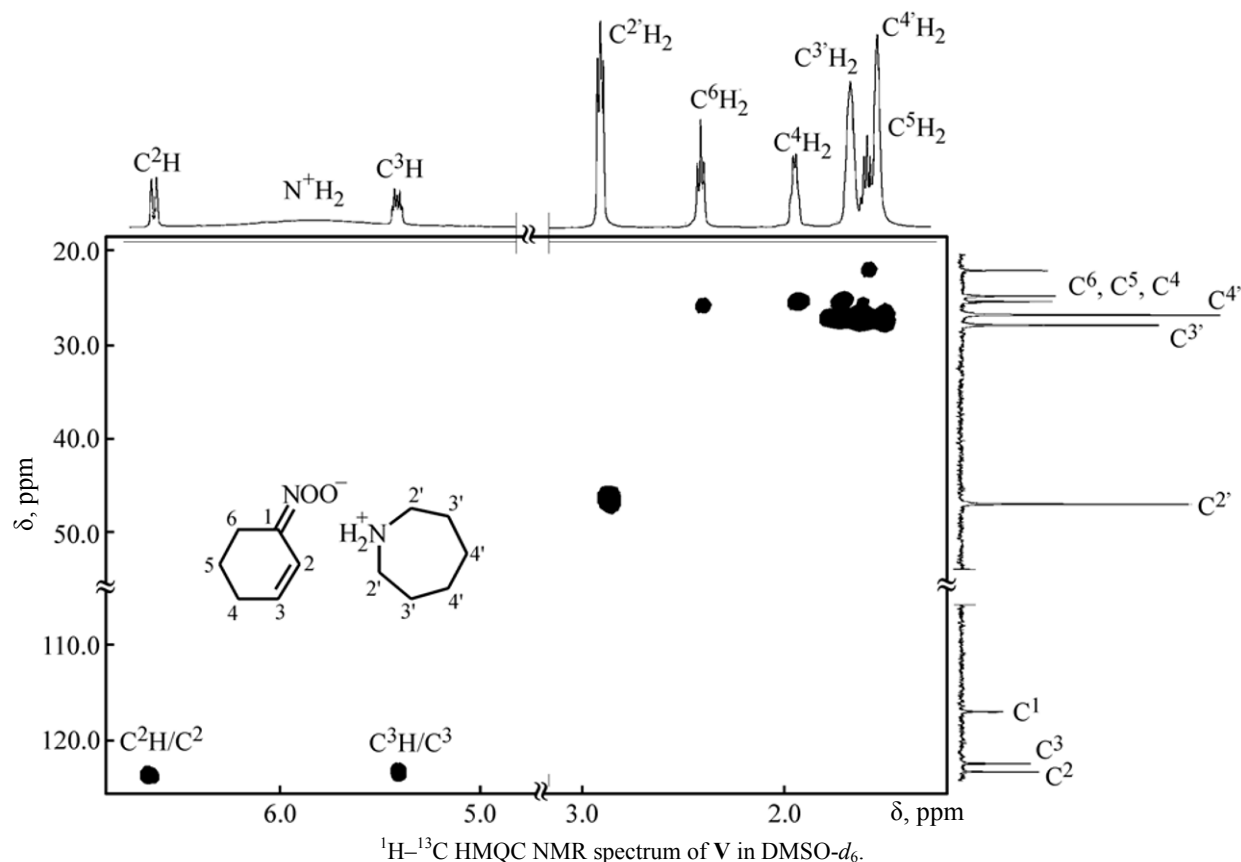 C²'H₂
C⁴'H₂
C³'H₂
C⁶H₂
C⁵H₂
C⁴H₂
C²H
N⁺H₂
C³H
20.0
30.0
40.0
50.0
110.0
120.0
δ, ppm
C⁶, C⁵, C⁴
C⁴'
C³'
C²'
C¹
C³
C²
NOO⁻
1
2
3
4
5
6
H₂N⁺
2'
3'
4'
4'
3'
2'
C²H/C²
C³H/C³
6.0
5.0
3.0
2.0
δ, ppm
¹H–¹³C HMQC NMR spectrum of V in DMSO-d₆.